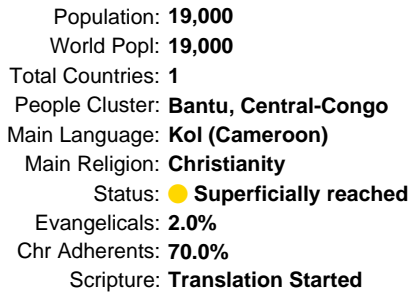 Population: 19,000
World Popl: 19,000
Total Countries: 1
People Cluster: Bantu, Central-Congo
Main Language: Kol (Cameroon)
Main Religion: Christianity
Status: Superficially reached
Evangelicals: 2.0%
Chr Adherents: 70.0%
Scripture: Translation Started